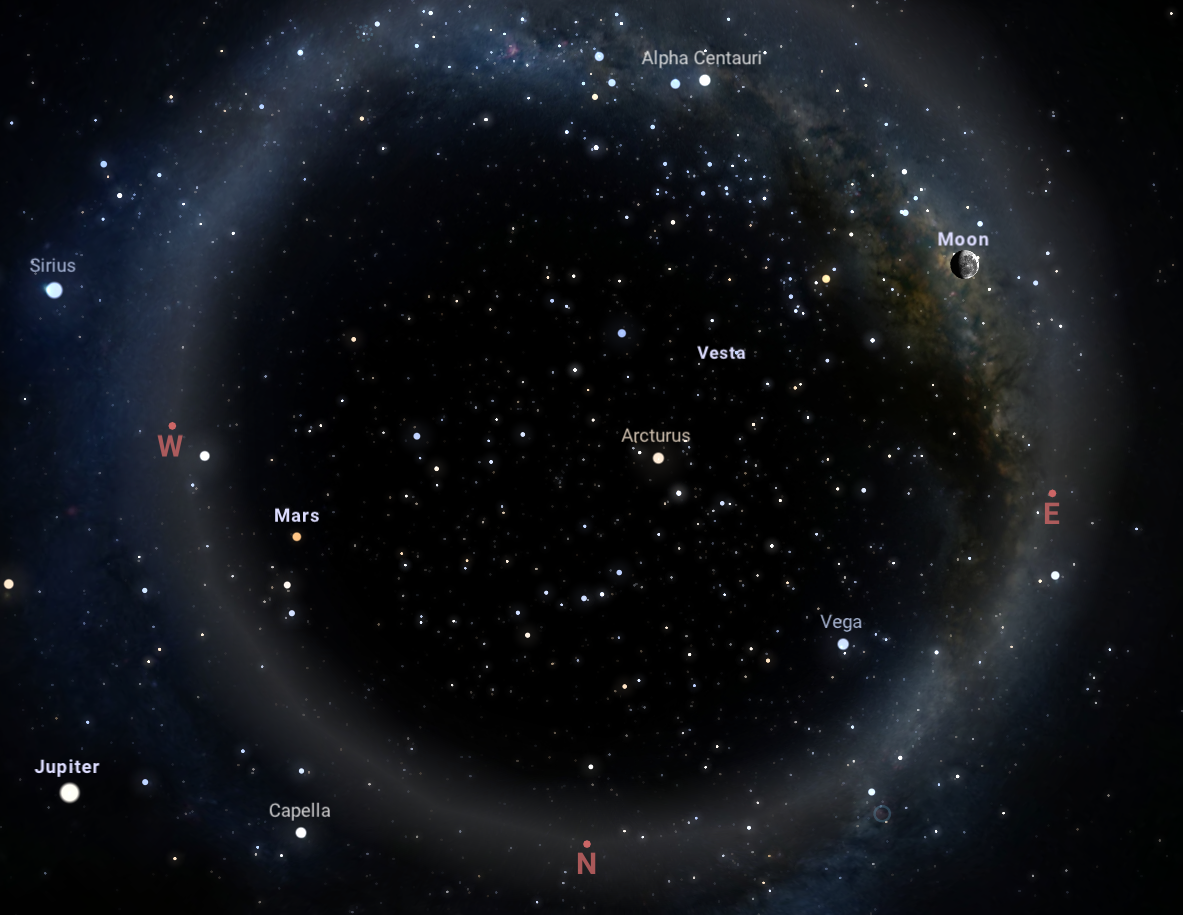 Alpha Centauri
Moon
Sirius
Vesta
Arcturus
W
Mars
E
Vega
Jupiter
Capella
N